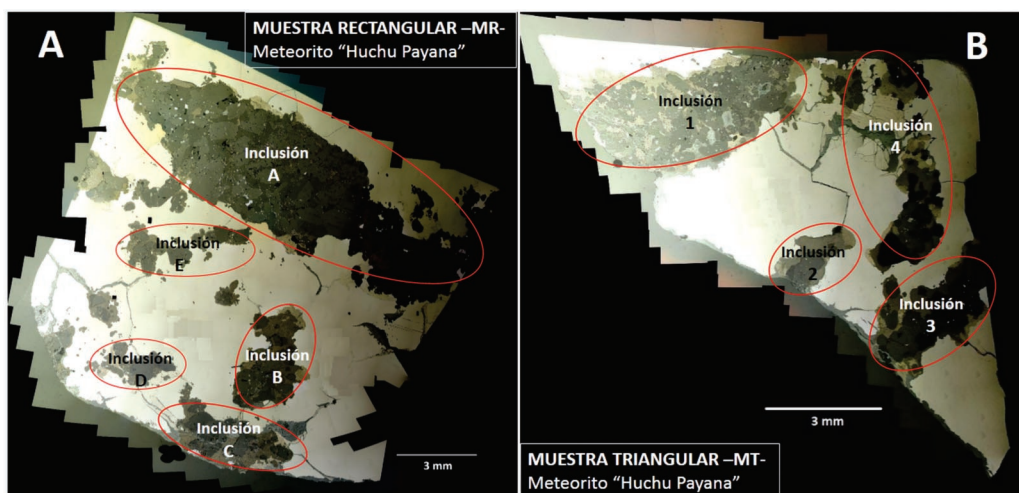 A
MUESTRA RECTANGULAR –MR-
Meteorito “Huchu Payana”
Inclusión
A
Inclusión
E
Inclusión
B
Inclusión
D
Inclusión
C
3 mm
B
Inclusión
1
Inclusión
4
Inclusión
2
Inclusión
3
3 mm
MUESTRA TRIANGULAR –MT-
Meteorito “Huchu Payana”